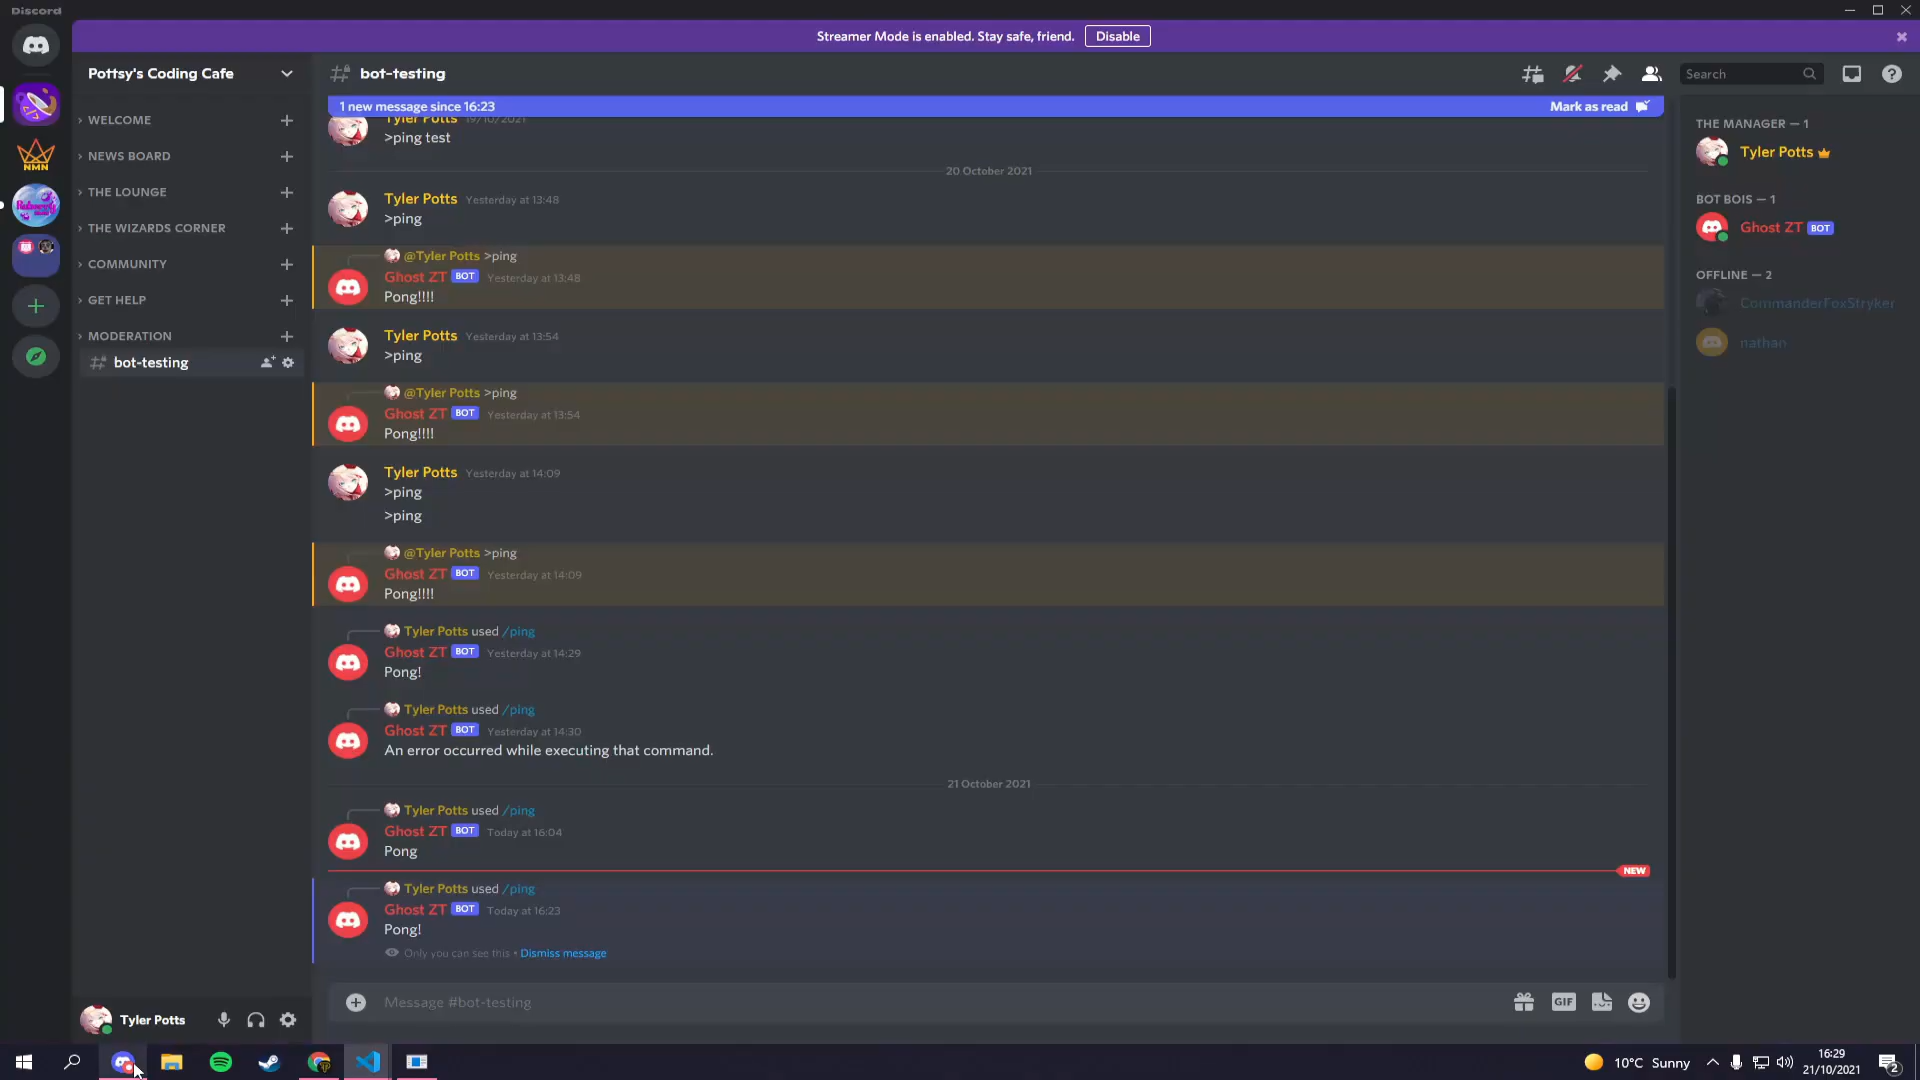 Discord
Streamer Mode is enabled. Stay safe, friend.
Disable
Pottsy's Coding Cafe
bot-testing
Search
1 new message since 16:23
Mark as read
WELCOME
NEWS BOARD
THE LOUNGE
THE WIZARDS CORNER
COMMUNITY
GET HELP
MODERATION
bot-testing
NMN
Tyler Potts 19/10/2021
>ping test
20 October 2021
Tyler Potts Yesterday at 13:48
>ping
@Tyler Potts >ping
Ghost ZT BOT Yesterday at 13:48
Pong!!!!
Tyler Potts Yesterday at 13:54
>ping
@Tyler Potts >ping
Ghost ZT BOT Yesterday at 13:54
Pong!!!!
Tyler Potts Yesterday at 14:09
>ping
>ping
@Tyler Potts >ping
Ghost ZT BOT Yesterday at 14:09
Pong!!!!
Tyler Potts used /ping
Ghost ZT BOT Yesterday at 14:29
Pong!
Tyler Potts used /ping
Ghost ZT BOT Yesterday at 14:30
An error occurred while executing that command.
21 October 2021
Tyler Potts used /ping
Ghost ZT BOT Today at 16:04
Pong
NEW
Tyler Potts used /ping
Ghost ZT BOT Today at 16:23
Pong!
Only you can see this • Dismiss message
Message #bot-testing
GIF
THE MANAGER — 1
Tyler Potts
BOT BOIS — 1
Ghost ZT BOT
OFFLINE — 2
CommanderFoxStryker
nathan
Tyler Potts
10°C Sunny
16:29
21/10/2021
2